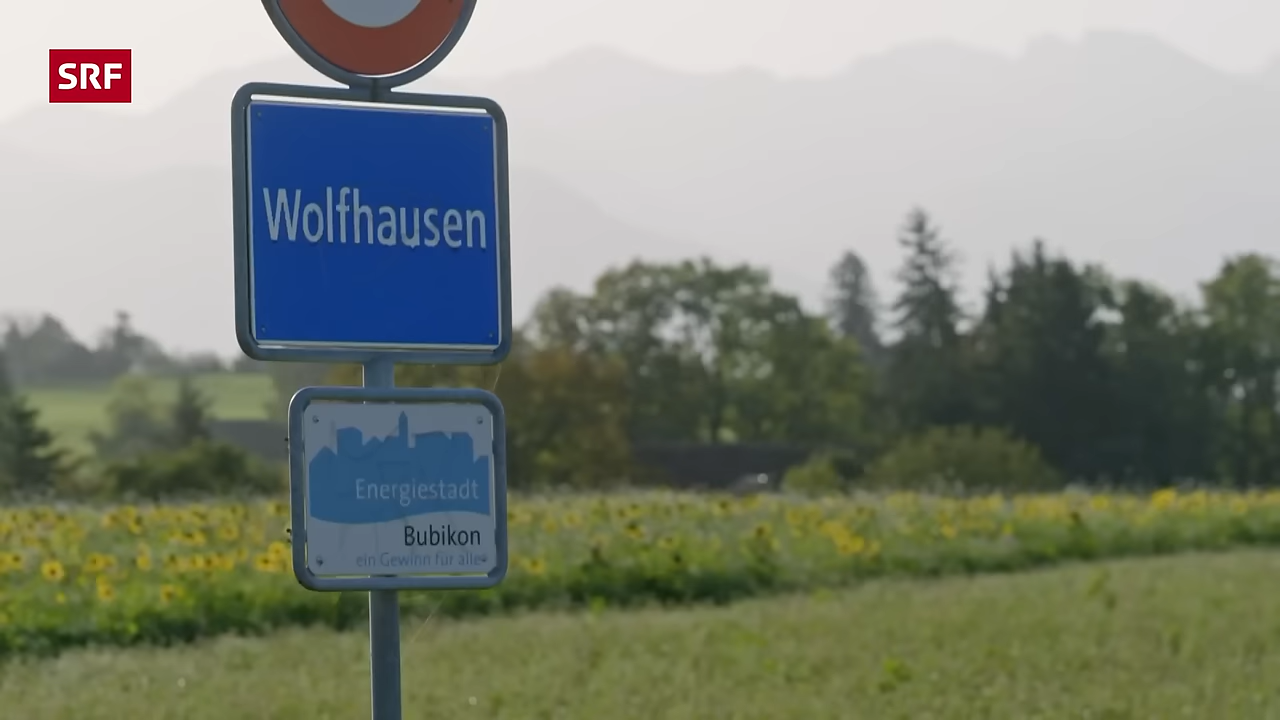 SRF
Wolfhausen
Energiestadt
Bubikon
ein Gewinn für alle